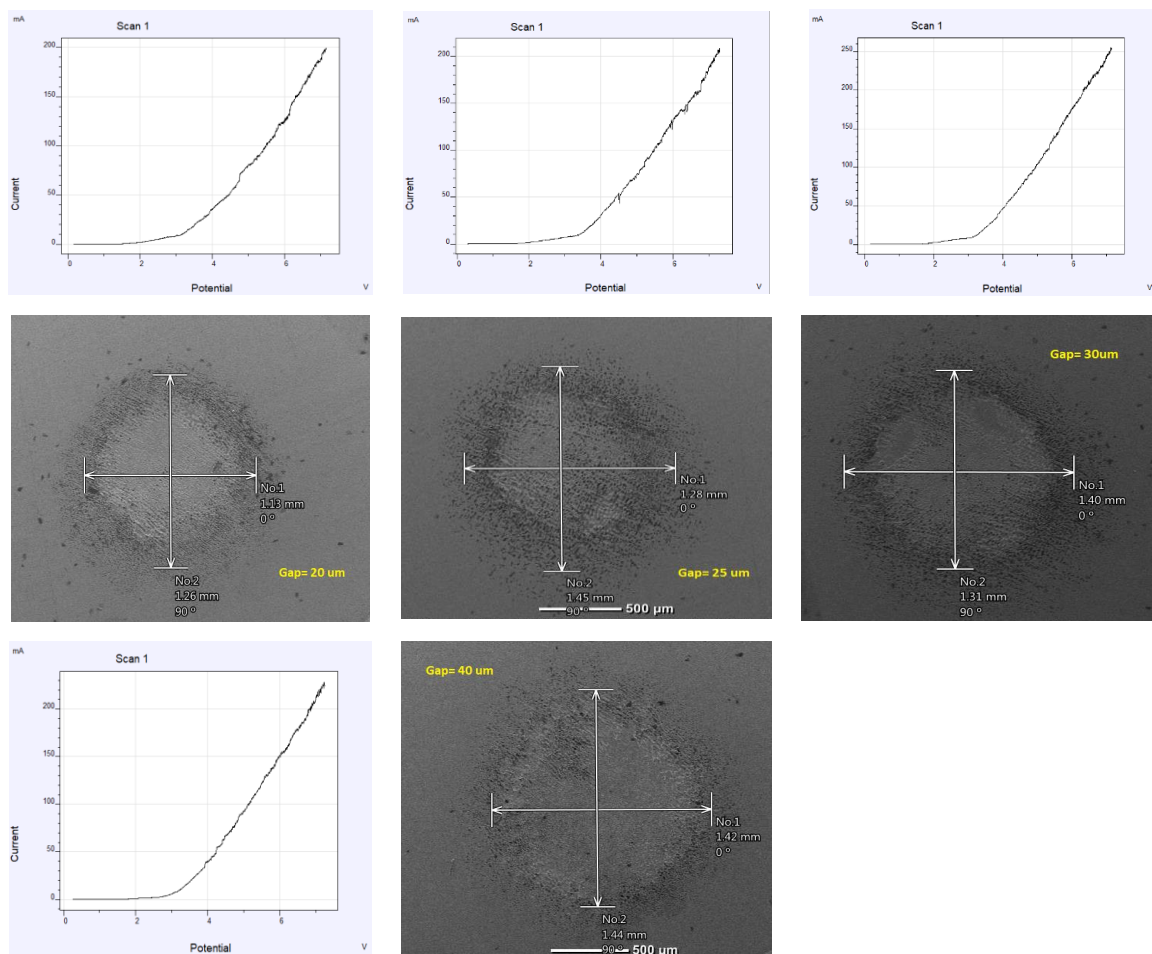 mA
Scan 1
200
150
100
50
0
Current
0 2 4 6
Potential V
mA
Scan 1
200
150
100
50
0
Current
0 2 4 6
Potential V
mA
Scan 1
250
200
150
100
50
0
Current
0 2 4 6
Potential V
No.1
1.13 mm
0 °
Gap= 20 um
No.2
1.26 mm
90 °
No.1
1.28 mm
0 °
Gap= 25 um
No.2
1.45 mm
90 °
500 µm
Gap= 30um
No.1
1.40 mm
0 °
No.2
1.31 mm
90 °
mA
Scan 1
200
150
100
50
0
Current
0 2 4 6
Potential V
Gap= 40 um
No.1
1.42 mm
0 °
No.2
1.44 mm
90 °
500 µm